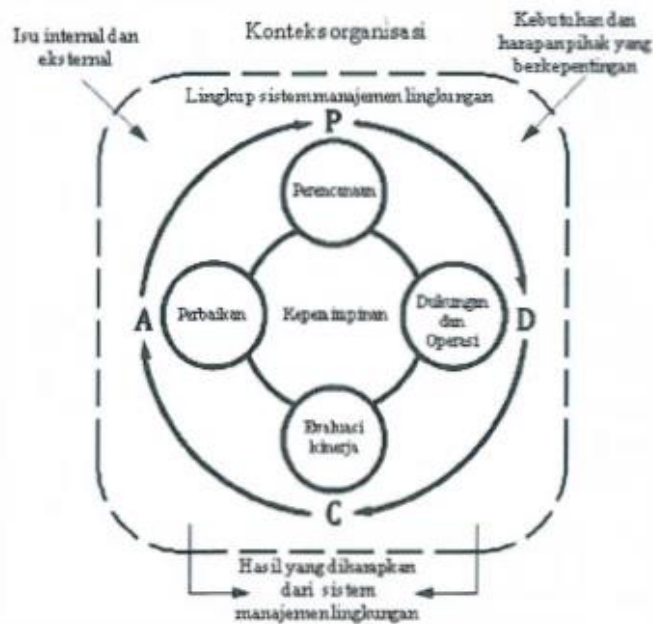 Isu internal dan
eksternal
Konteks organisasi
Kebutuhan dan
harapan pihak yang
berkepentingan
Lingkup sistem manajemen lingkungan
P
Perencanaan
A
Perbaikan
Kepemimpinan
Dukungan
dan
Operasi
D
Evaluasi
kinerja
C
Hasil yang diharapkan
dari sistem
manajemen lingkungan